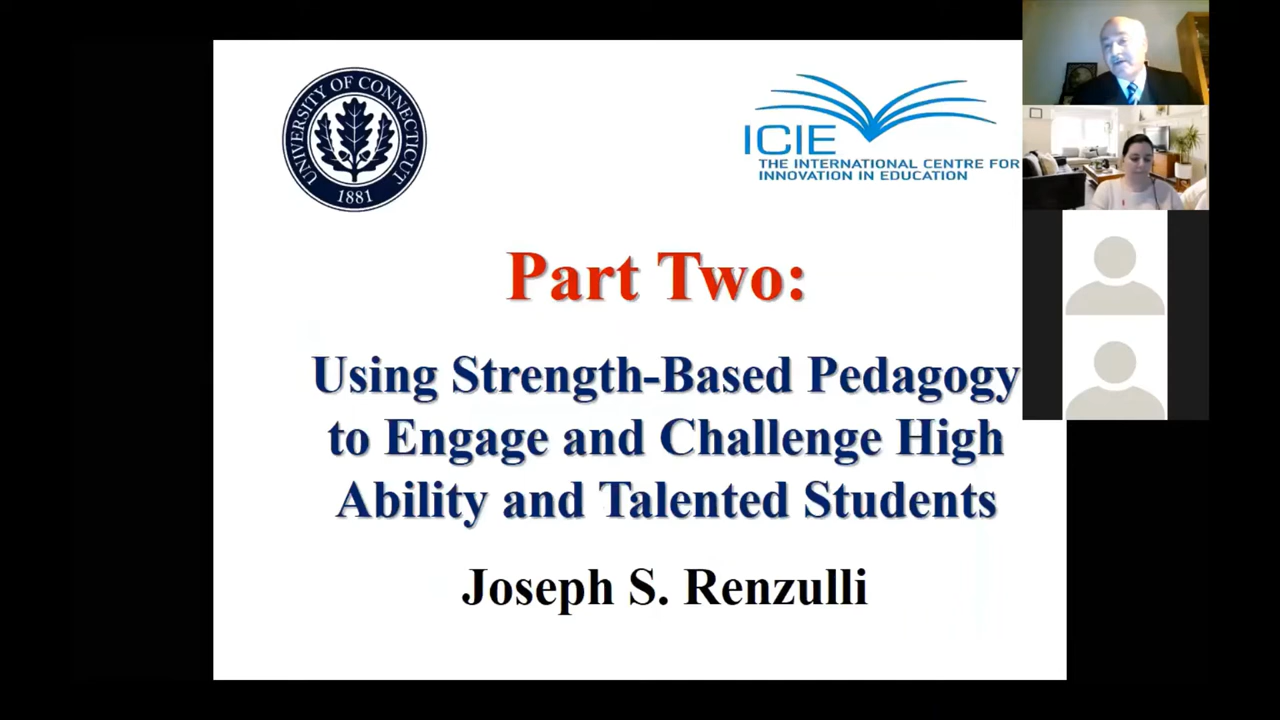 UNIVERSITY OF CONNECTICUT
1881
ICIE
THE INTERNATIONAL CENTRE FOR
INNOVATION IN EDUCATION
Part Two:
Using Strength-Based Pedagogy
to Engage and Challenge High
Ability and Talented Students
Joseph S. Renzulli